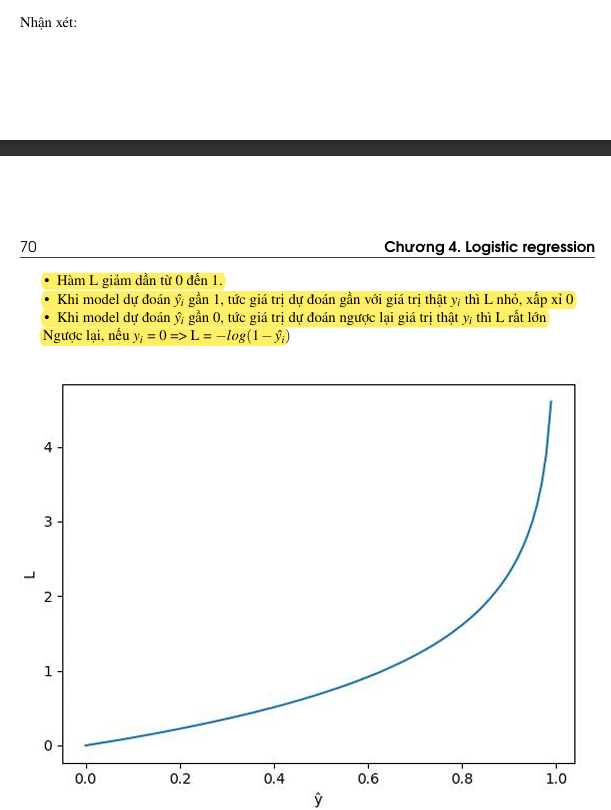 Nhận xét:
70
Chương 4. Logistic regression
• Hàm L giảm dần từ 0 đến 1.
• Khi model dự đoán ŷᵢ gần 1, tức giá trị dự đoán gần với giá trị thật yᵢ thì L nhỏ, xấp xỉ 0
• Khi model dự đoán ŷᵢ gần 0, tức giá trị dự đoán ngược lại giá trị thật yᵢ thì L rất lớn
Ngược lại, nếu yᵢ = 0 => L = −log(1 − ŷᵢ)
4
3
2
1
0
L
0.0 0.2 0.4 0.6 0.8 1.0
ŷ